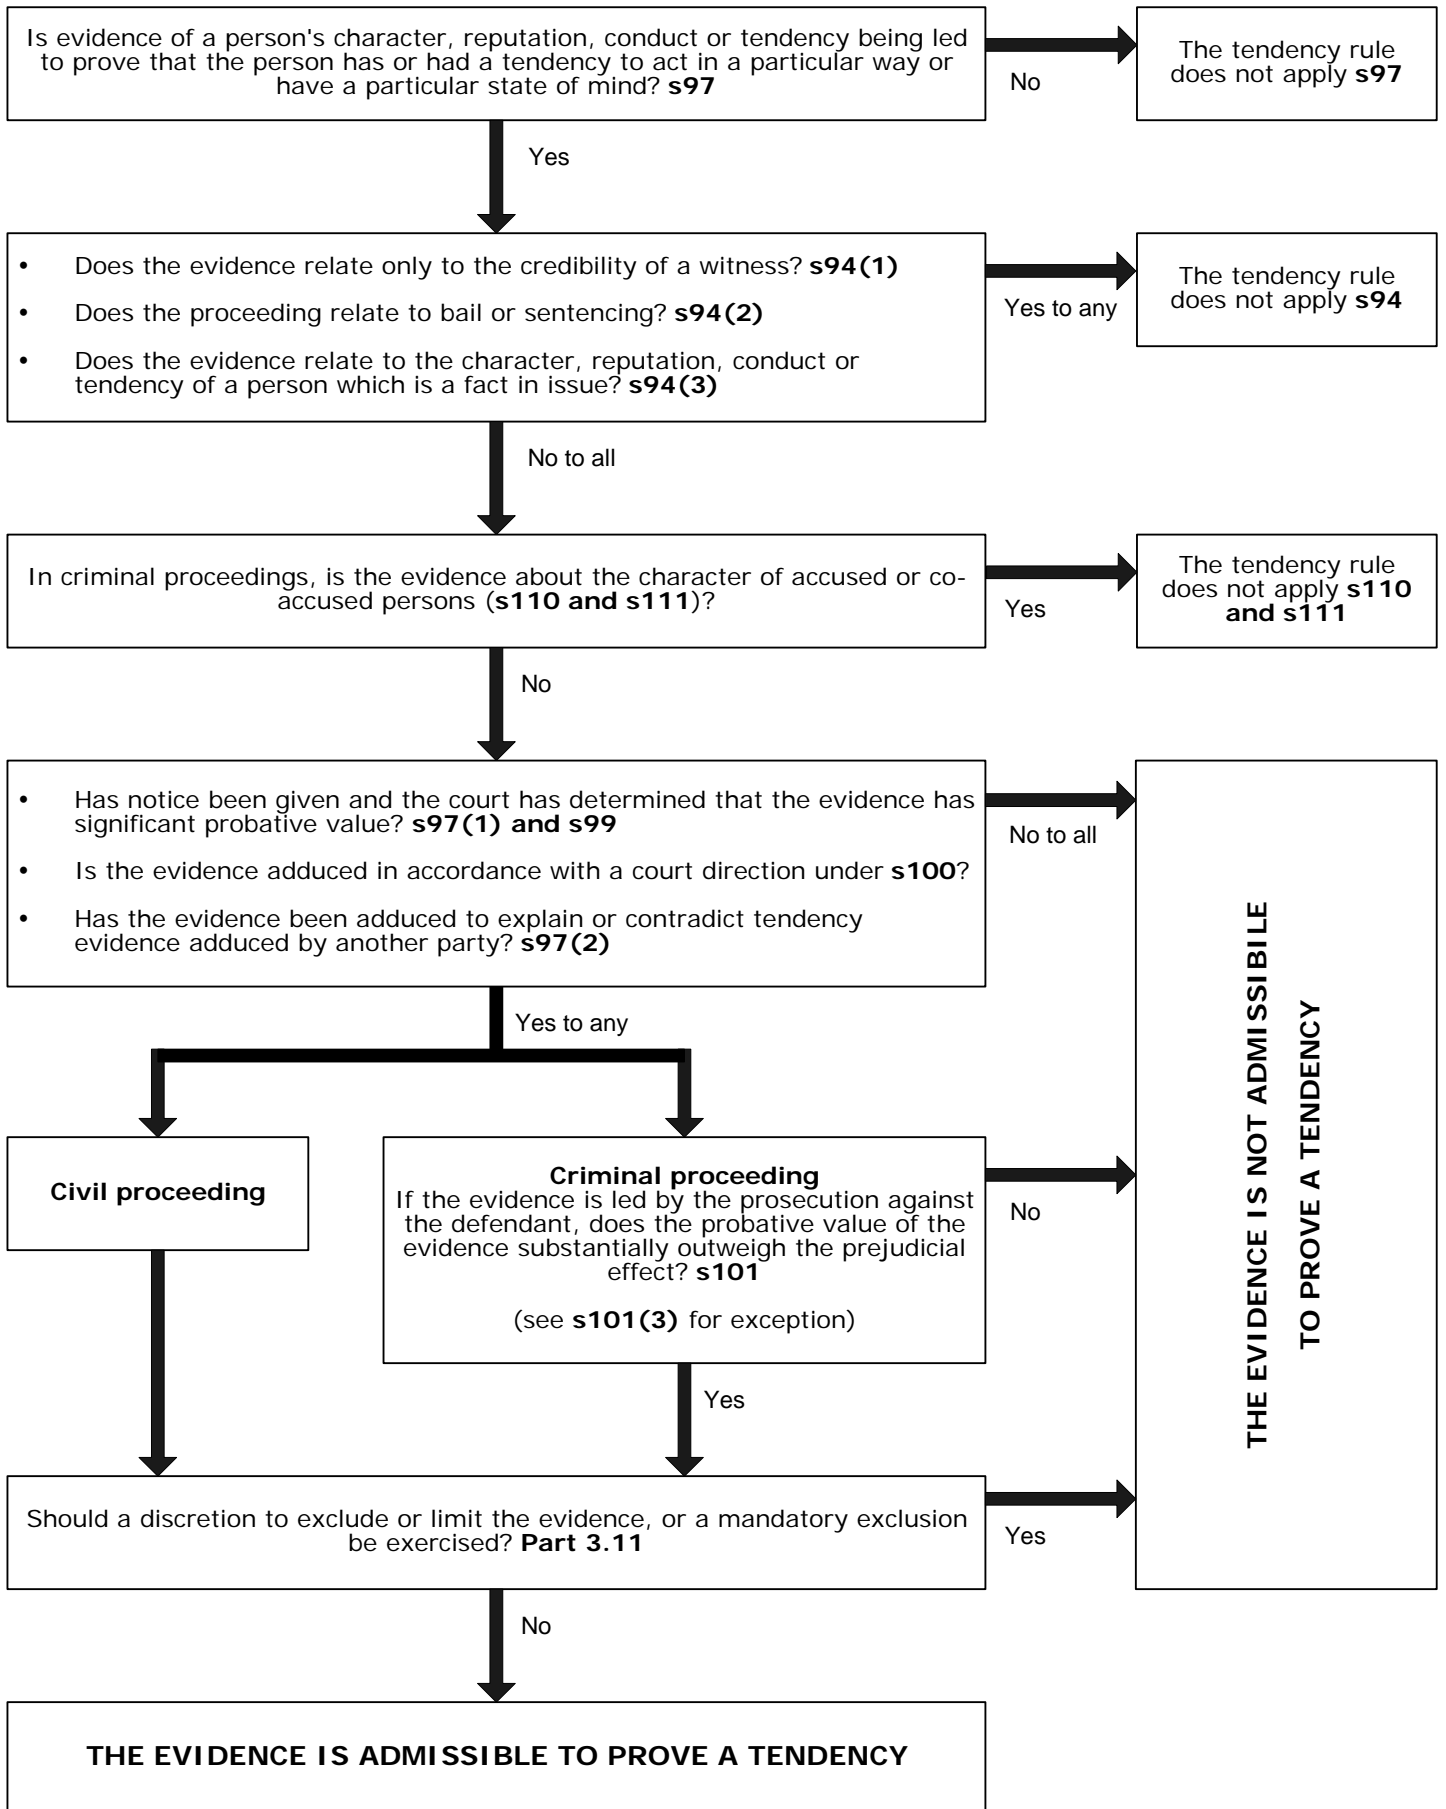 Is evidence of a person's character, reputation, conduct or tendency being led
to prove that the person has or had a tendency to act in a particular way or
have a particular state of mind? s97
No
The tendency rule
does not apply s97
Yes
• Does the evidence relate only to the credibility of a witness? s94(1)
• Does the proceeding relate to bail or sentencing? s94(2)
• Does the evidence relate to the character, reputation, conduct or
tendency of a person which is a fact in issue? s94(3)
Yes to any
The tendency rule
does not apply s94
No to all
In criminal proceedings, is the evidence about the character of accused or co-
accused persons (s110 and s111)?
Yes
The tendency rule
does not apply s110
and s111
No
• Has notice been given and the court has determined that the evidence has
significant probative value? s97(1) and s99
• Is the evidence adduced in accordance with a court direction under s100?
• Has the evidence been adduced to explain or contradict tendency
evidence adduced by another party? s97(2)
No to all
THE EVIDENCE IS NOT ADMISSIBILE
TO PROVE A TENDENCY
Yes to any
Civil proceeding
Criminal proceeding
If the evidence is led by the prosecution against
the defendant, does the probative value of the
evidence substantially outweigh the prejudicial
effect? s101
(see s101(3) for exception)
No
Yes
Should a discretion to exclude or limit the evidence, or a mandatory exclusion
be exercised? Part 3.11
Yes
No
THE EVIDENCE IS ADMISSIBLE TO PROVE A TENDENCY